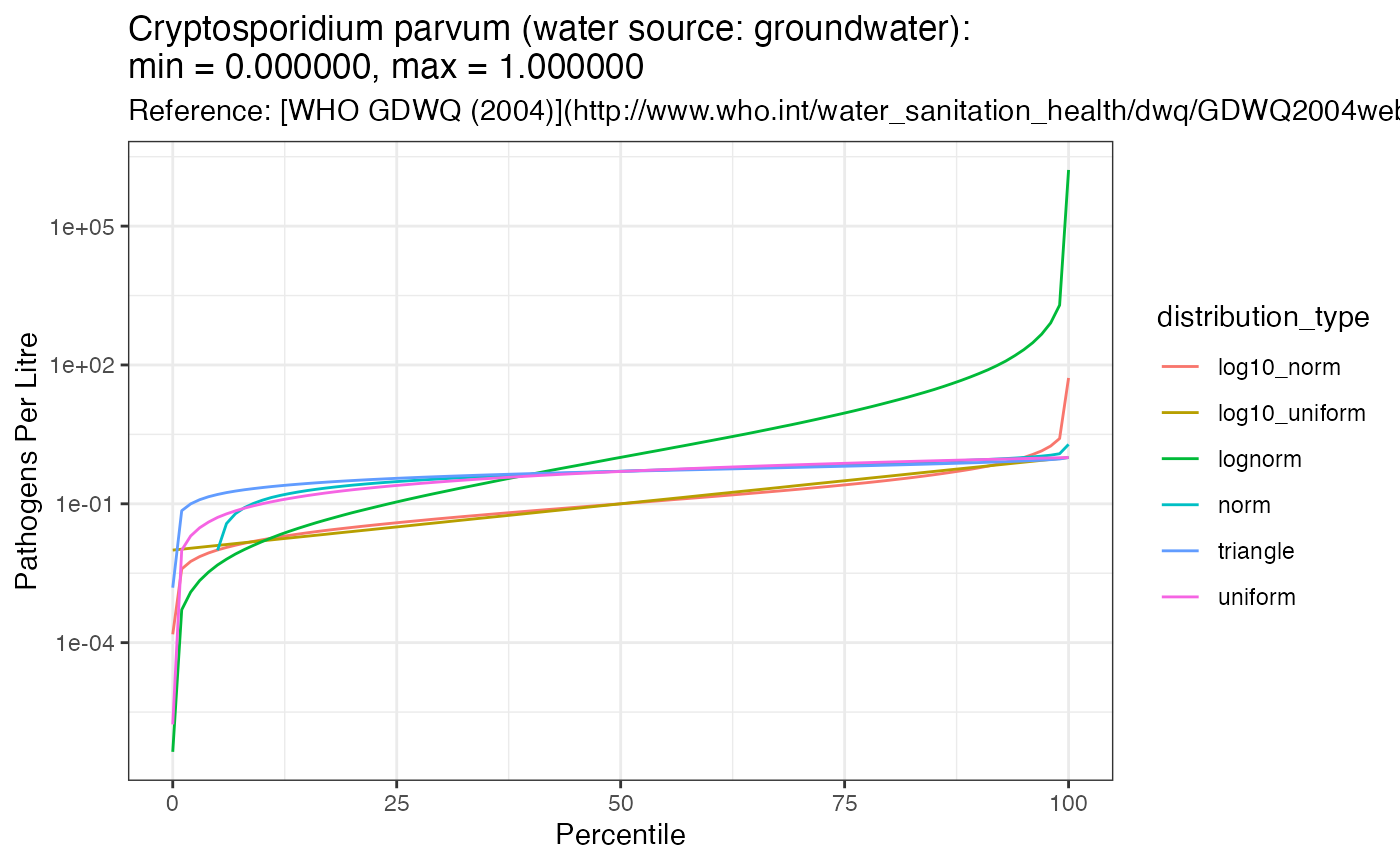 Cryptosporidium parvum (water source: groundwater):
min = 0.000000, max = 1.000000
Reference: [WHO GDWQ (2004)](http://www.who.int/water_sanitation_health/dwq/GDWQ2004web
1e+05
1e+02
1e-01
1e-04
Pathogens Per Litre
0 25 50 75 100
Percentile
distribution_type
log10_norm
log10_uniform
lognorm
norm
triangle
uniform